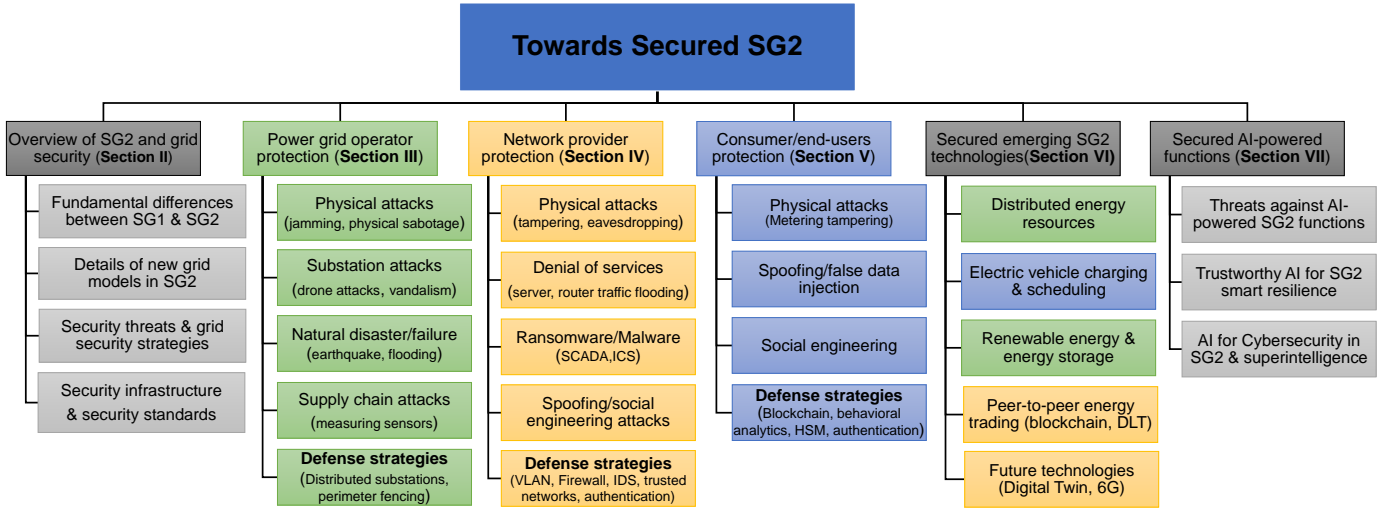 Towards Secured SG2
Overview of SG2 and grid
security (Section II)
Fundamental differences
between SG1 & SG2
Details of new grid
models in SG2
Security threats & grid
security strategies
Security infrastructure
& security standards
Power grid operator
protection (Section III)
Physical attacks
(jamming, physical sabotage)
Substation attacks
(drone attacks, vandalism)
Natural disaster/failure
(earthquake, flooding)
Supply chain attacks
(measuring sensors)
Defense strategies
(Distributed substations,
perimeter fencing)
Network provider
protection (Section IV)
Physical attacks
(tampering, eavesdropping)
Denial of services
(server, router traffic flooding)
Ransomware/Malware
(SCADA,ICS)
Spoofing/social
engineering attacks
Defense strategies
(VLAN, Firewall, IDS, trusted
networks, authentication)
Consumer/end-users
protection (Section V)
Physical attacks
(Metering tampering)
Spoofing/false data
injection
Social engineering
Defense strategies
(Blockchain, behavioral
analytics, HSM, authentication)
Secured emerging SG2
technologies(Section VI)
Distributed energy
resources
Electric vehicle charging
& scheduling
Renewable energy &
energy storage
Peer-to-peer energy
trading (blockchain, DLT)
Future technologies
(Digital Twin, 6G)
Secured AI-powered
functions (Section VII)
Threats against AI-
powered SG2 functions
Trustworthy AI for SG2
smart resilience
AI for Cybersecurity in
SG2 & superintelligence